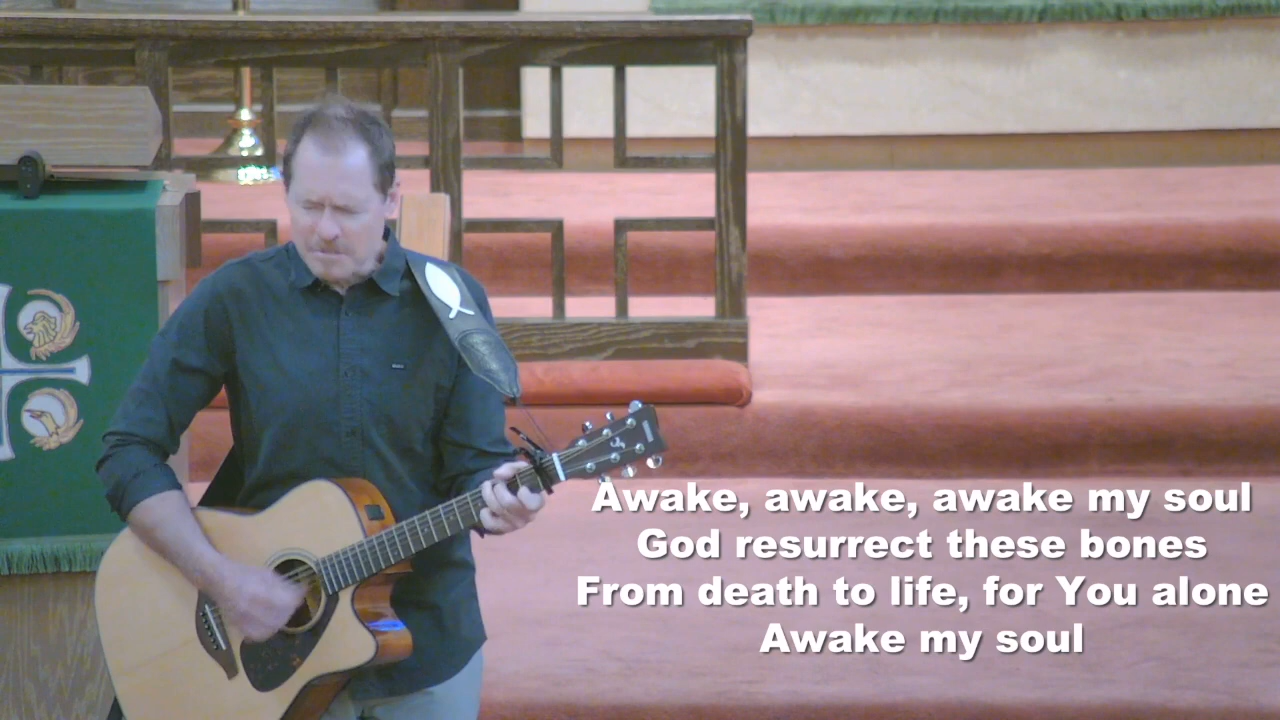 Awake, awake, awake my soul
God resurrect these bones
From death to life, for You alone
Awake my soul